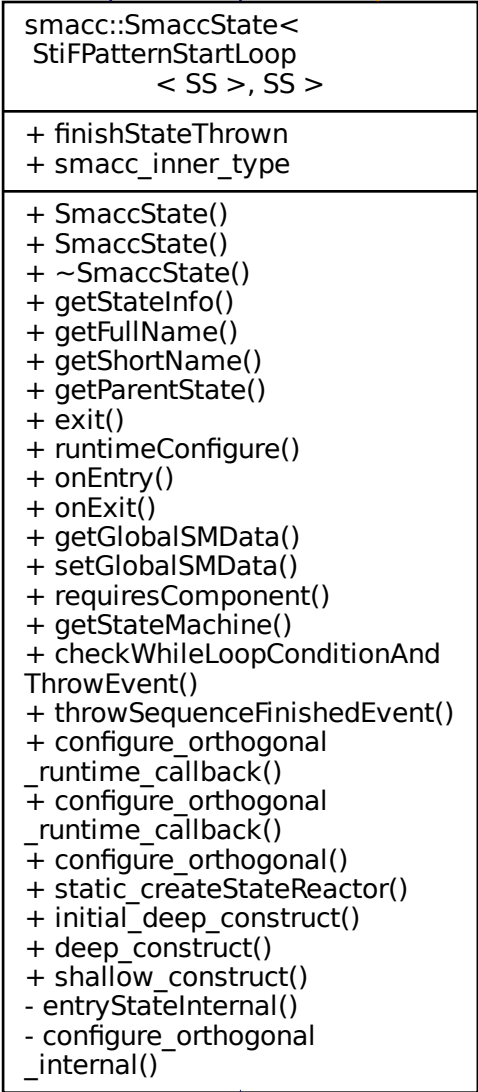 smacc::SmaccState<
StiFPatternStartLoop
< SS >, SS >
+ finishStateThrown
+ smacc_inner_type
+ SmaccState()
+ SmaccState()
+ ~SmaccState()
+ getStateInfo()
+ getFullName()
+ getShortName()
+ getParentState()
+ exit()
+ runtimeConfigure()
+ onEntry()
+ onExit()
+ getGlobalSMData()
+ setGlobalSMData()
+ requiresComponent()
+ getStateMachine()
+ checkWhileLoopConditionAnd
ThrowEvent()
+ throwSequenceFinishedEvent()
+ configure_orthogonal
_runtime_callback()
+ configure_orthogonal
_runtime_callback()
+ configure_orthogonal()
+ static_createStateReactor()
+ initial_deep_construct()
+ deep_construct()
+ shallow_construct()
- entryStateInternal()
- configure_orthogonal
_internal()